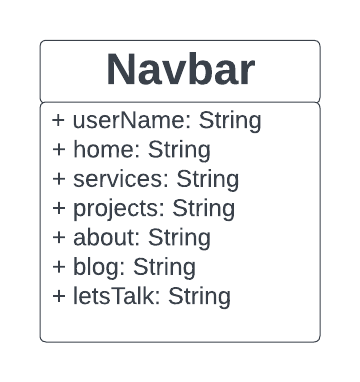 Navbar
+ userName: String
+ home: String
+ services: String
+ projects: String
+ about: String
+ blog: String
+ letsTalk: String